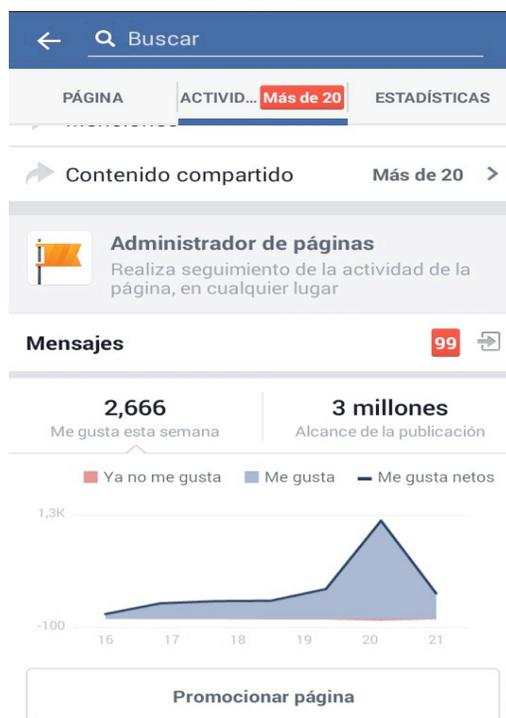 Buscar
PÁGINA
ACTIVID... Más de 20
ESTADÍSTICAS
Contenido compartido
Más de 20
Administrador de páginas
Realiza seguimiento de la actividad de la
página, en cualquier lugar
Mensajes
99
2,666
Me gusta esta semana
3 millones
Alcance de la publicación
Ya no me gusta
Me gusta
Me gusta netos
1,3K
-100
16 17 18 19 20 21
Promocionar página